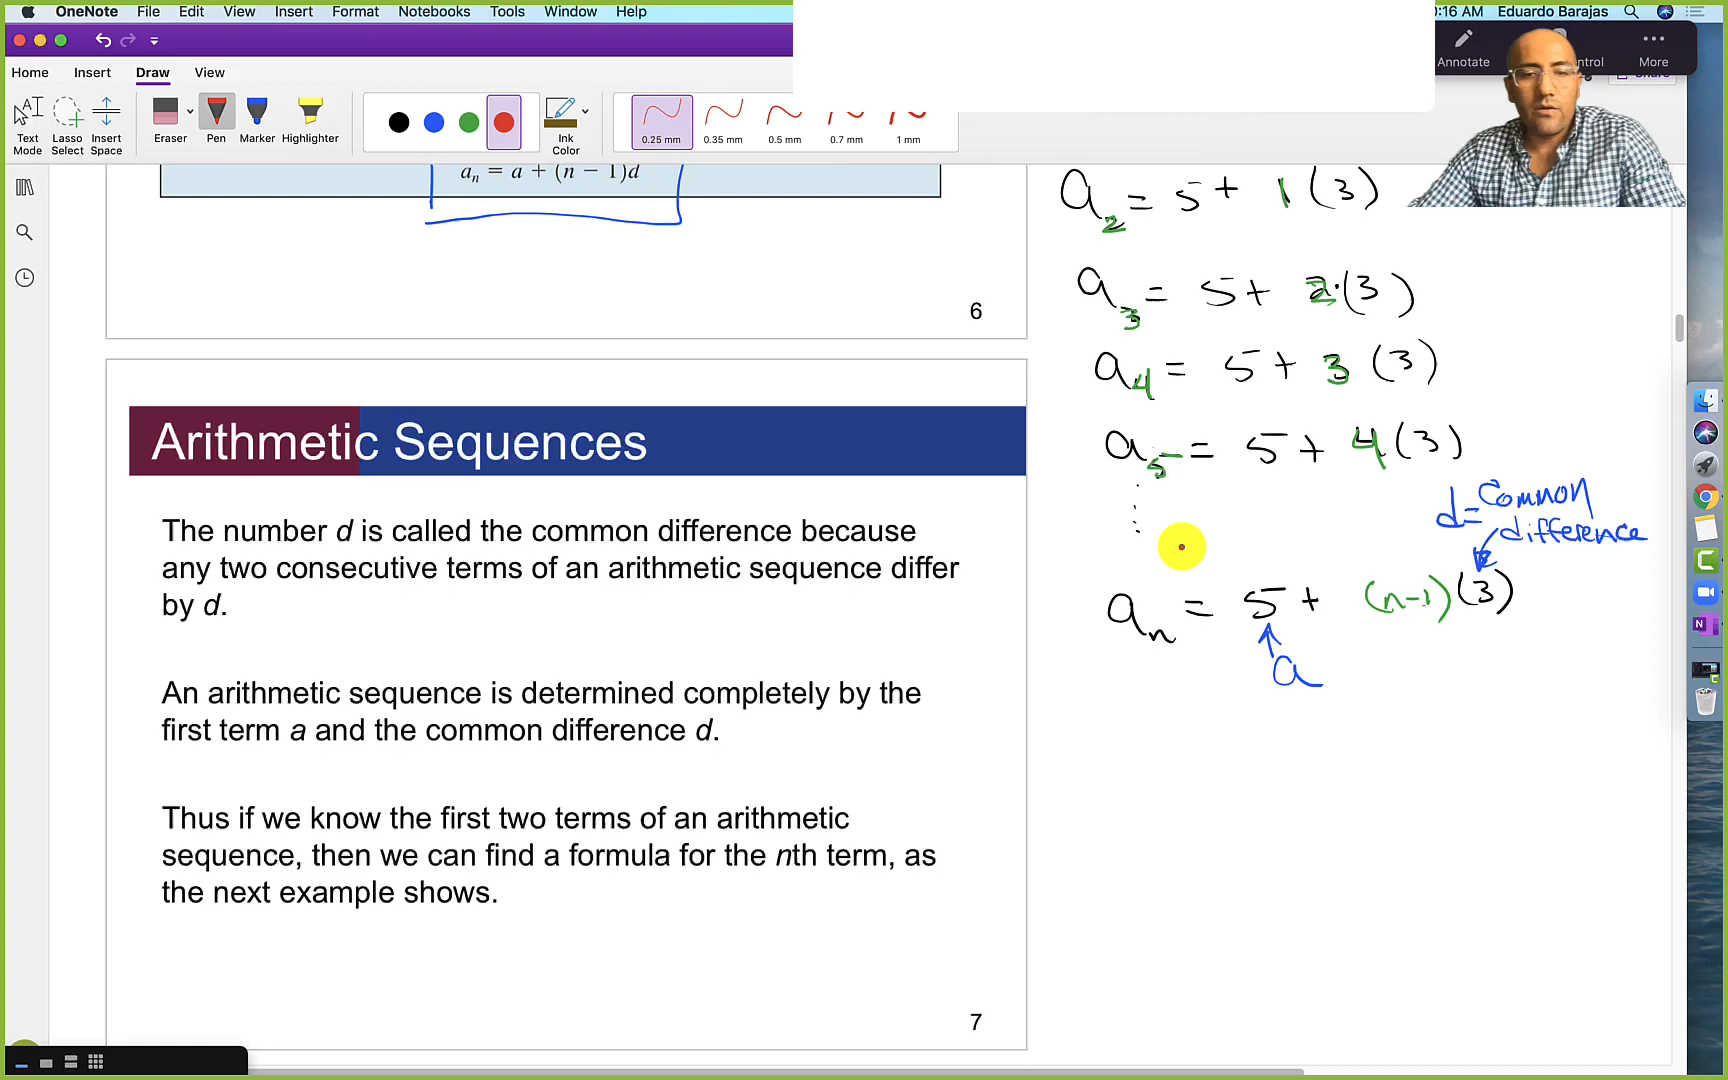 OneNote File Edit View Insert Format Notebooks Tools Window Help
:16 AM Eduardo Barajas
Home Insert Draw View
Annotate More
Share
Text Mode
Lasso Select
Insert Space
Eraser
Pen
Marker
Highlighter
Ink Color
0.25 mm 0.35 mm 0.5 mm 0.7 mm 1 mm
aₙ = a + (n − 1)d
6
Arithmetic Sequences
The number d is called the common difference because
any two consecutive terms of an arithmetic sequence differ
by d.
An arithmetic sequence is determined completely by the
first term a and the common difference d.
Thus if we know the first two terms of an arithmetic
sequence, then we can find a formula for the nth term, as
the next example shows.
7
a₂ = 5 + 1(3)
a₃ = 5 + 2·(3)
a₄ = 5 + 3(3)
a₅ = 5 + 4(3)
⋮
d = Common
difference
aₙ = 5 + (n-1)(3)
a